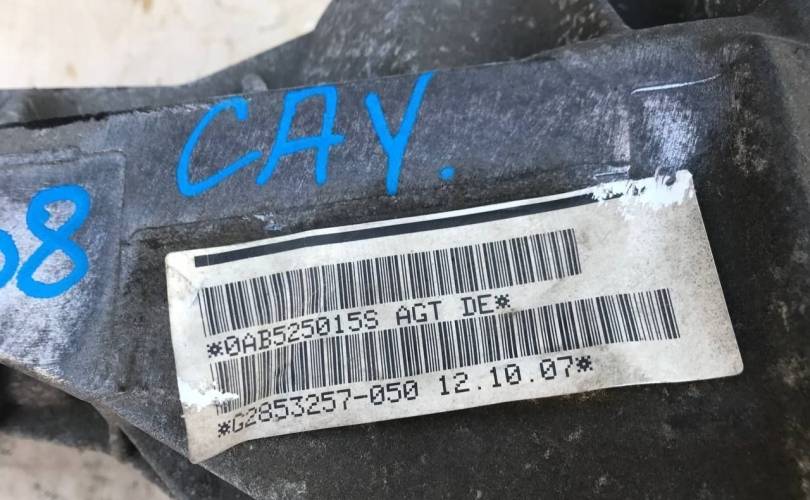 CAY.
08
*0AB525015S AGT DE*
*G2853257-050 12.10.07*